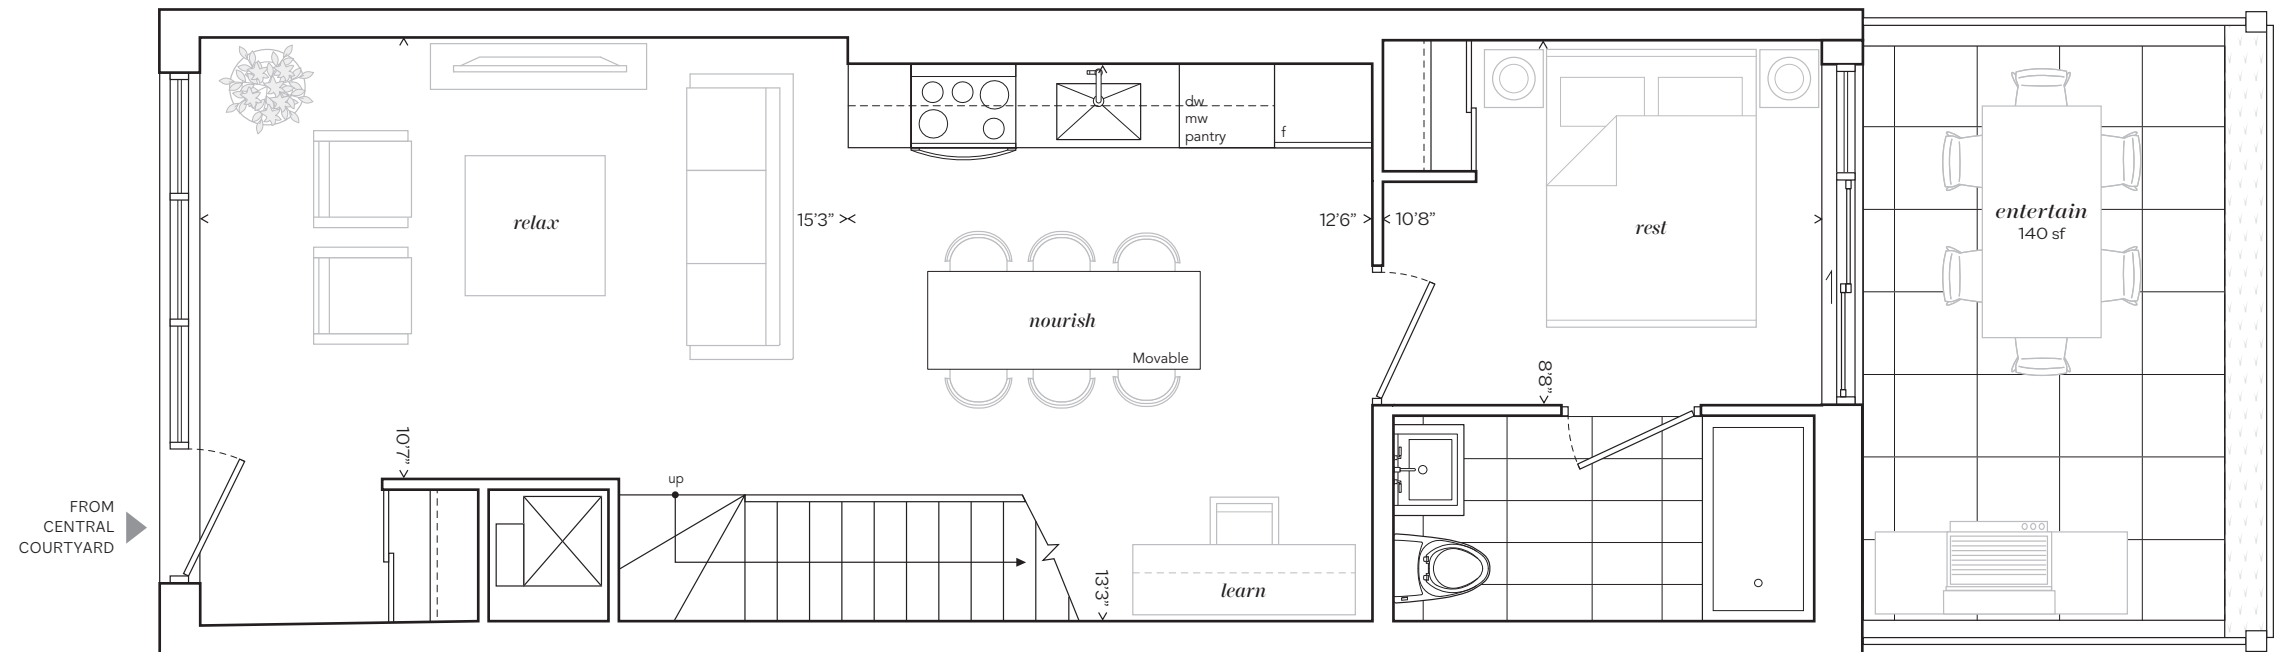 dw
mw
pantry
f
relax
15'3"
12'6"
10'8"
rest
entertain
140 sf
nourish
Movable
8'8"
10'7"
up
FROM
CENTRAL
COURTYARD
13'3"
learn